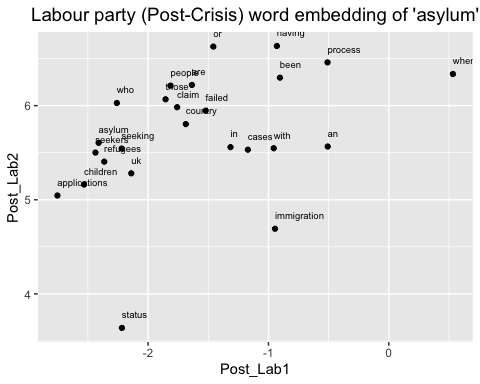 Labour party (Post-Crisis) word embedding of 'asylum'
or
having
process
when
people
are
been
those
who
claim
failed
country
asylum
seeking
seekers
in
cases
with
an
refugees
children
uk
applications
immigration
status
6
5
4
Post_Lab2
-2
-1
0
Post_Lab1